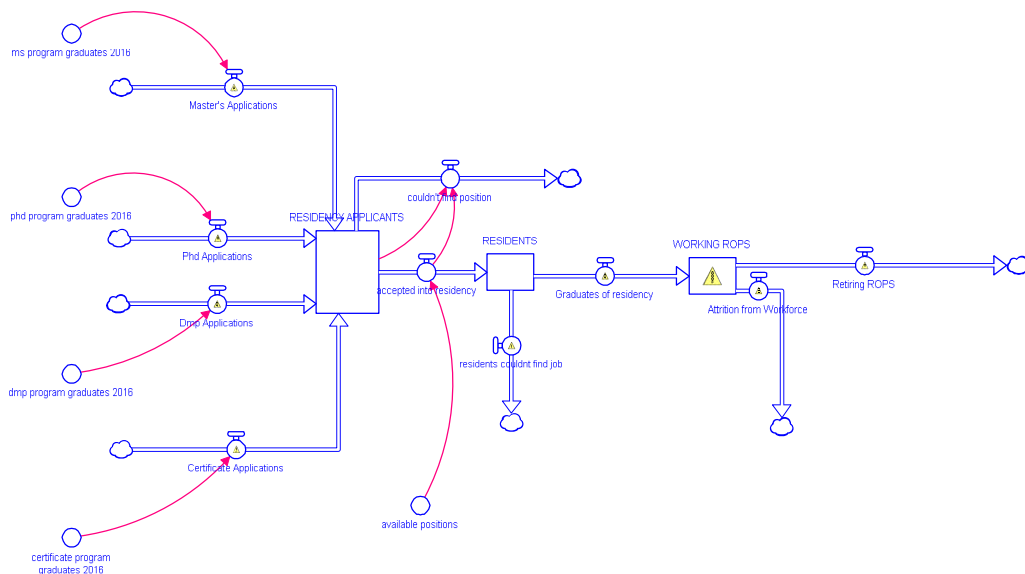 ms program graduates 2016
Master's Applications
phd program graduates 2016
couldn't find position
RESIDENCY APPLICANTS
Phd Applications
RESIDENTS
WORKING ROPS
accepted into residency
Graduates of residency
Retiring ROPS
Attrition from Workforce
Dmp Applications
residents couldnt find job
dmp program graduates 2016
Certificate Applications
available positions
certificate program
graduates 2016